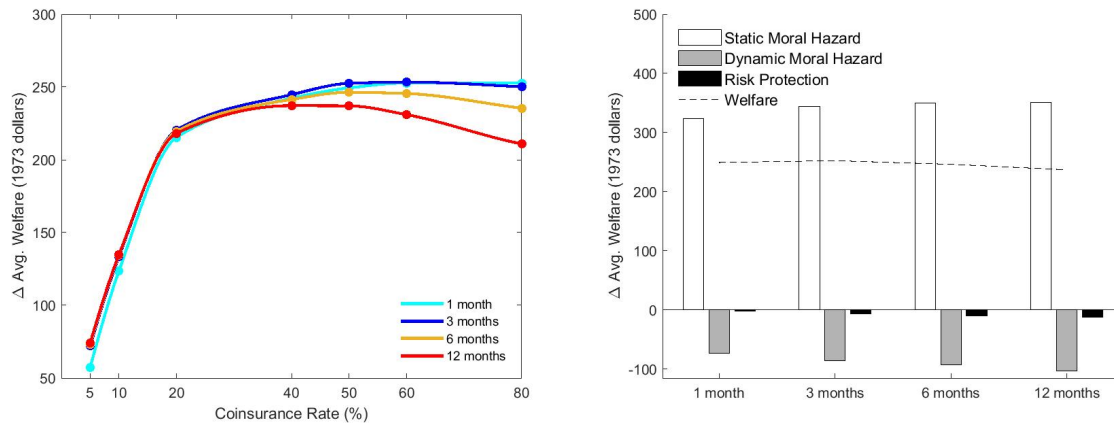 300
250
200
150
100
50
5
10
20
40
50
60
80
Δ Avg. Welfare (1973 dollars)
Coinsurance Rate (%)
1 month
3 months
6 months
12 months
500
400
300
200
100
0
-100
Δ Avg. Welfare (1973 dollars)
Static Moral Hazard
Dynamic Moral Hazard
Risk Protection
Welfare
1 month
3 months
6 months
12 months